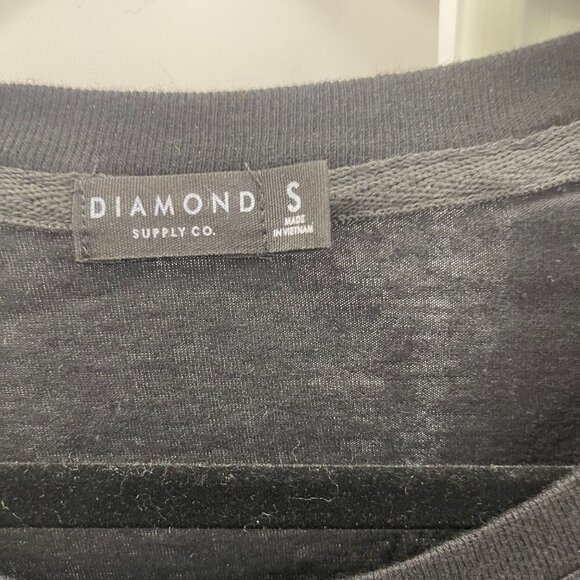 DIAMOND
SUPPLY CO.
S
MADE
IN VIETNAM